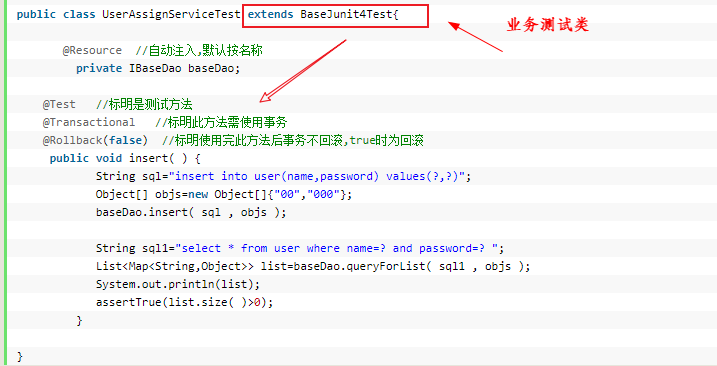 public class UserAssignServiceTest extends BaseJunit4Test{
业务测试类
@Resource  //自动注入,默认按名称
private IBaseDao baseDao;
@Test   //标明是测试方法
@Transactional   //标明此方法需使用事务
@Rollback(false)  //标明使用完此方法后事务不回滚,true时为回滚
public void insert( ) {
String sql="insert into user(name,password) values(?,?)";
Object[] objs=new Object[]{"00","000"};
baseDao.insert( sql , objs );
String sql1="select * from user where name=? and password=? ";
List<Map<String,Object>> list=baseDao.queryForList( sql1 , objs );
System.out.println(list);
assertTrue(list.size( )>0);
}
}